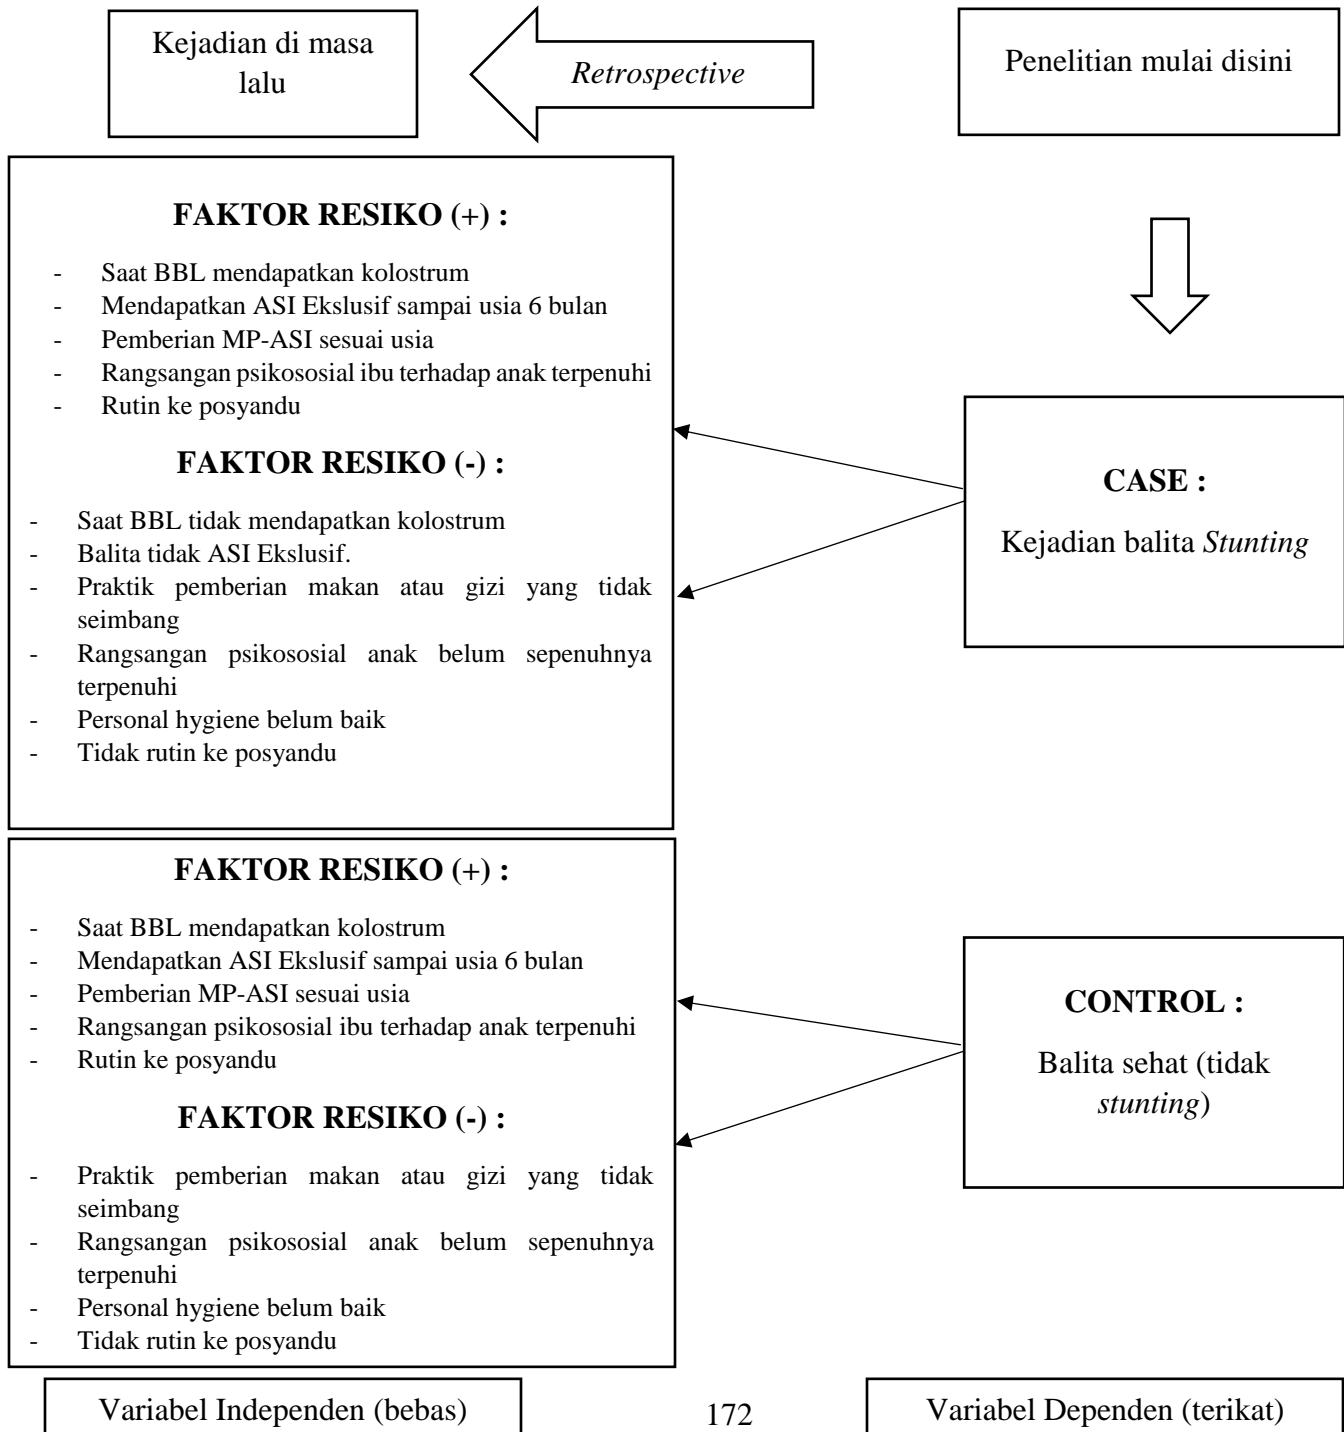 Kejadian di masa
lalu
Retrospective
Penelitian mulai disini
FAKTOR RESIKO (+) :
- Saat BBL mendapatkan kolostrum
- Mendapatkan ASI Ekslusif sampai usia 6 bulan
- Pemberian MP-ASI sesuai usia
- Rangsangan psikososial ibu terhadap anak terpenuhi
- Rutin ke posyandu
FAKTOR RESIKO (-) :
- Saat BBL tidak mendapatkan kolostrum
- Balita tidak ASI Ekslusif.
- Praktik pemberian makan atau gizi yang tidak
seimbang
- Rangsangan psikososial anak belum sepenuhnya
terpenuhi
- Personal hygiene belum baik
- Tidak rutin ke posyandu
CASE :
Kejadian balita Stunting
FAKTOR RESIKO (+) :
- Saat BBL mendapatkan kolostrum
- Mendapatkan ASI Ekslusif sampai usia 6 bulan
- Pemberian MP-ASI sesuai usia
- Rangsangan psikososial ibu terhadap anak terpenuhi
- Rutin ke posyandu
FAKTOR RESIKO (-) :
- Praktik pemberian makan atau gizi yang tidak
seimbang
- Rangsangan psikososial anak belum sepenuhnya
terpenuhi
- Personal hygiene belum baik
- Tidak rutin ke posyandu
CONTROL :
Balita sehat (tidak
stunting)
Variabel Independen (bebas)
172
Variabel Dependen (terikat)